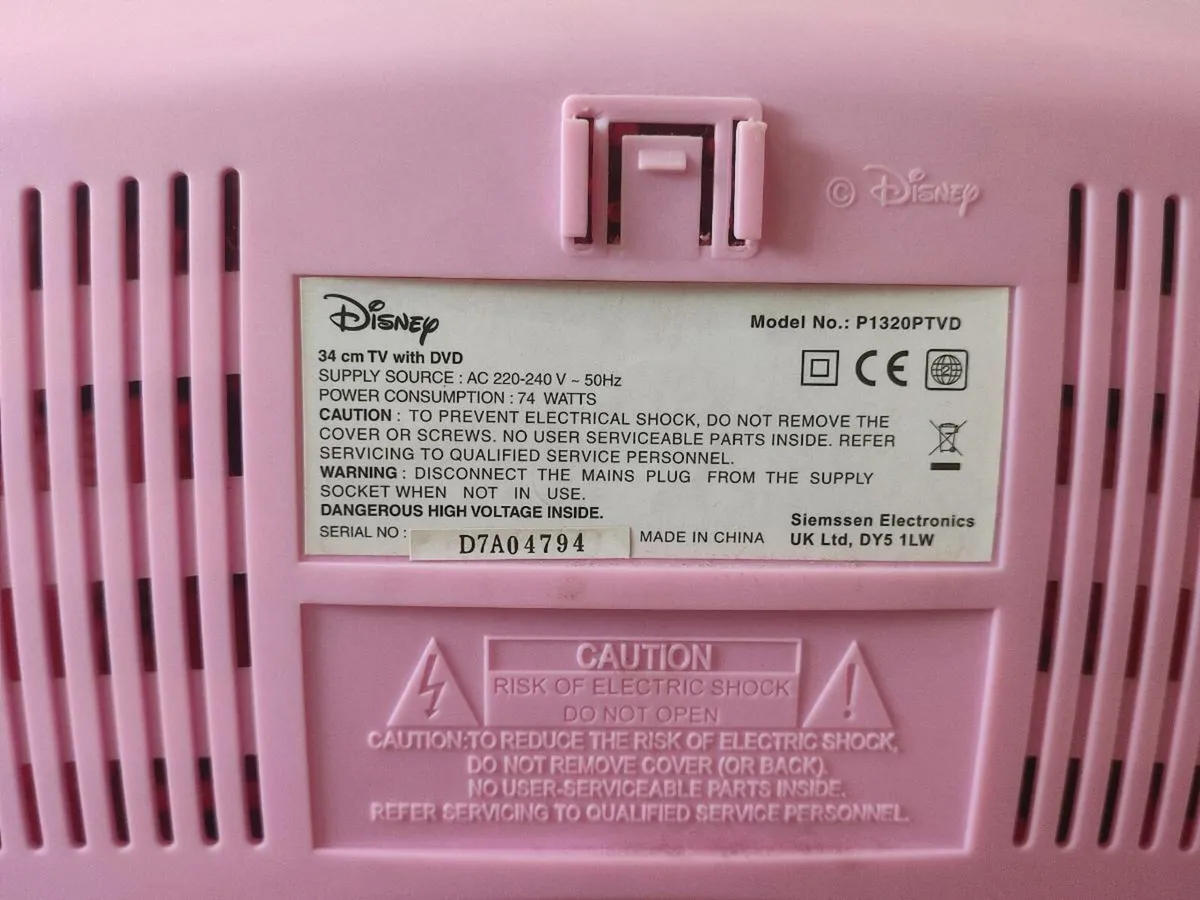 © Disney
Disney
Model No.: P1320PTVD
34 cm TV with DVD
SUPPLY SOURCE : AC 220-240 V ~ 50Hz
POWER CONSUMPTION : 74 WATTS
CE
2
CAUTION : TO PREVENT ELECTRICAL SHOCK, DO NOT REMOVE THE
COVER OR SCREWS. NO USER SERVICEABLE PARTS INSIDE. REFER
SERVICING TO QUALIFIED SERVICE PERSONNEL.
WARNING : DISCONNECT THE MAINS PLUG FROM THE SUPPLY
SOCKET WHEN NOT IN USE.
DANGEROUS HIGH VOLTAGE INSIDE.
SERIAL NO : D7A04794 MADE IN CHINA
Siemssen Electronics
UK Ltd, DY5 1LW
CAUTION
RISK OF ELECTRIC SHOCK
DO NOT OPEN
CAUTION:TO REDUCE THE RISK OF ELECTRIC SHOCK,
DO NOT REMOVE COVER (OR BACK).
NO USER-SERVICEABLE PARTS INSIDE.
REFER SERVICING TO QUALIFIED SERVICE PERSONNEL.